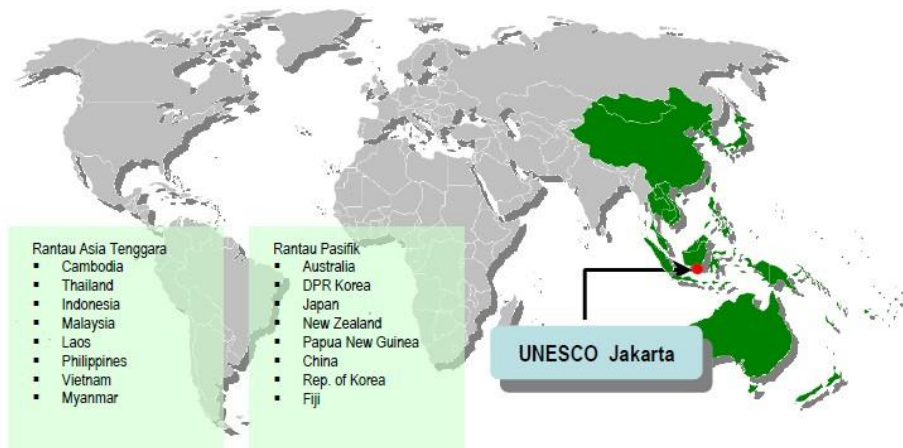 Rantau Asia Tenggara
▪ Cambodia
▪ Thailand
▪ Indonesia
▪ Malaysia
▪ Laos
▪ Philippines
▪ Vietnam
▪ Myanmar
Rantau Pasifik
▪ Australia
▪ DPR Korea
▪ Japan
▪ New Zealand
▪ Papua New Guinea
▪ China
▪ Rep. of Korea
▪ Fiji
UNESCO Jakarta